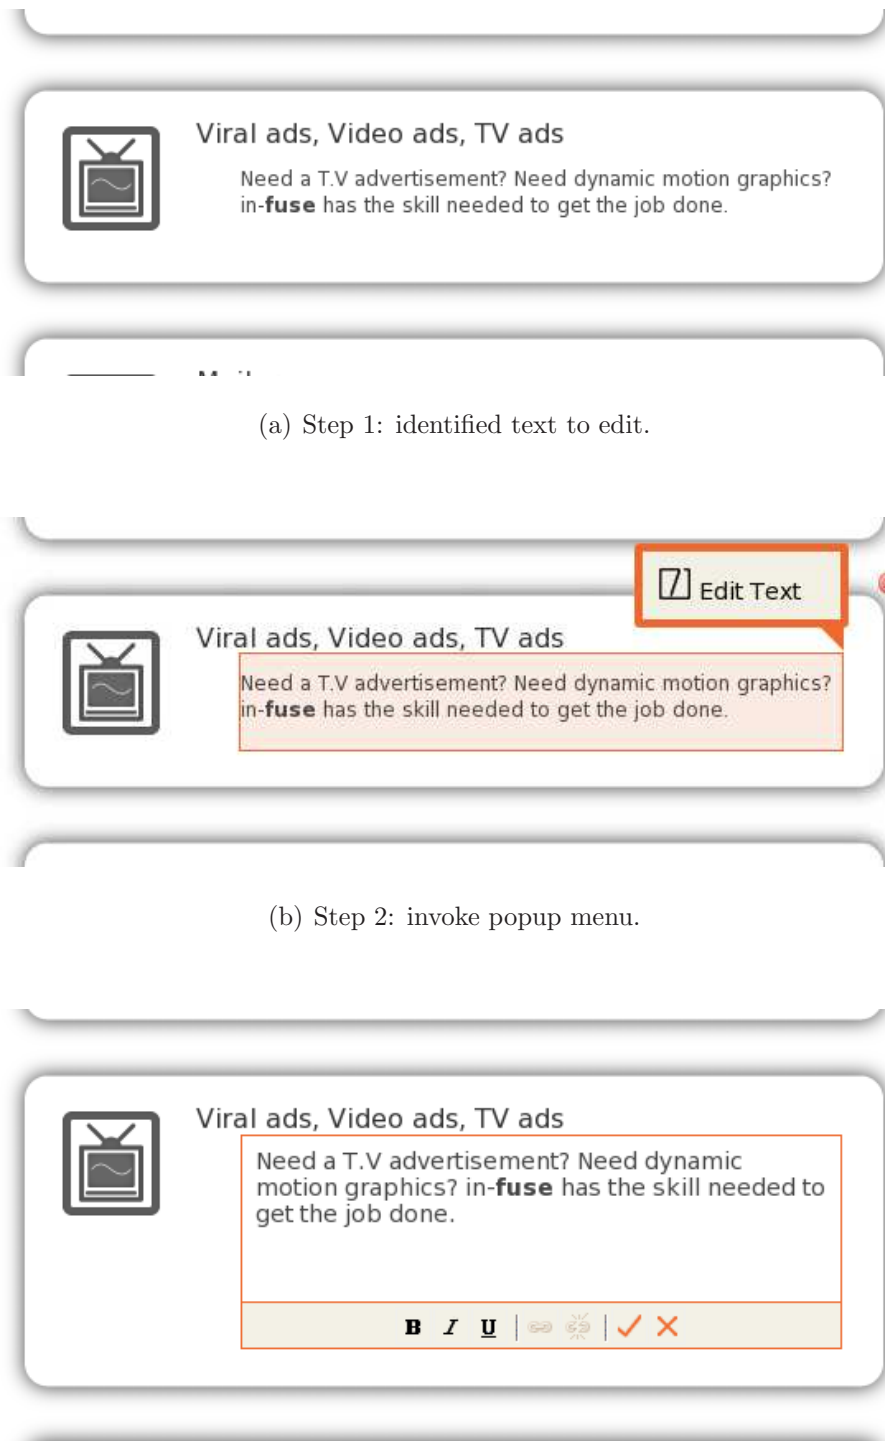 Viral ads, Video ads, TV ads
Need a T.V advertisement? Need dynamic motion graphics?
in-fuse has the skill needed to get the job done.
(a) Step 1: identified text to edit.
Edit Text
Viral ads, Video ads, TV ads
Need a T.V advertisement? Need dynamic motion graphics?
in-fuse has the skill needed to get the job done.
(b) Step 2: invoke popup menu.
Viral ads, Video ads, TV ads
Need a T.V advertisement? Need dynamic
motion graphics? in-fuse has the skill needed to
get the job done.
B I U